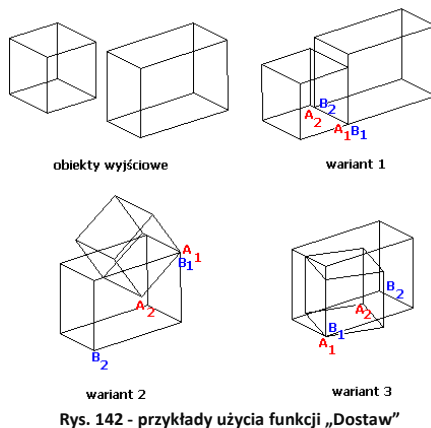 B₂
A₂ A₁ B₁
obiekty wyjściowe wariant 1
A₁
B₁
A₂
B₂
B₂
A₂
B₁
A₁
wariant 2 wariant 3
Rys. 142 - przykłady użycia funkcji „Dostaw”